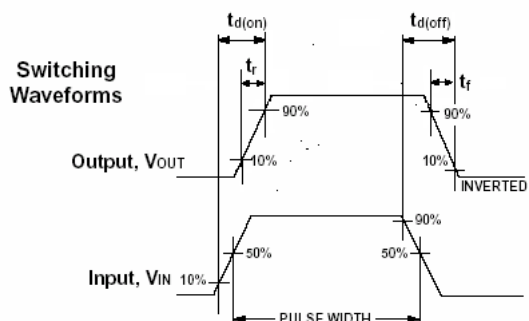 td(on)
td(off)
Switching
Waveforms
tr
tf
90%
90%
Output, VOUT
10%
10%
INVERTED
90%
50%
50%
Input, VIN
10%
PULSE WIDTH